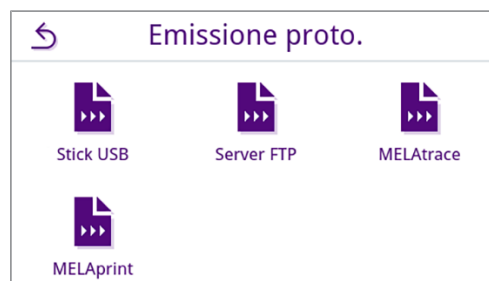 Emissione proto.
Stick USB
Server FTP
MELAtrace
MELAprint